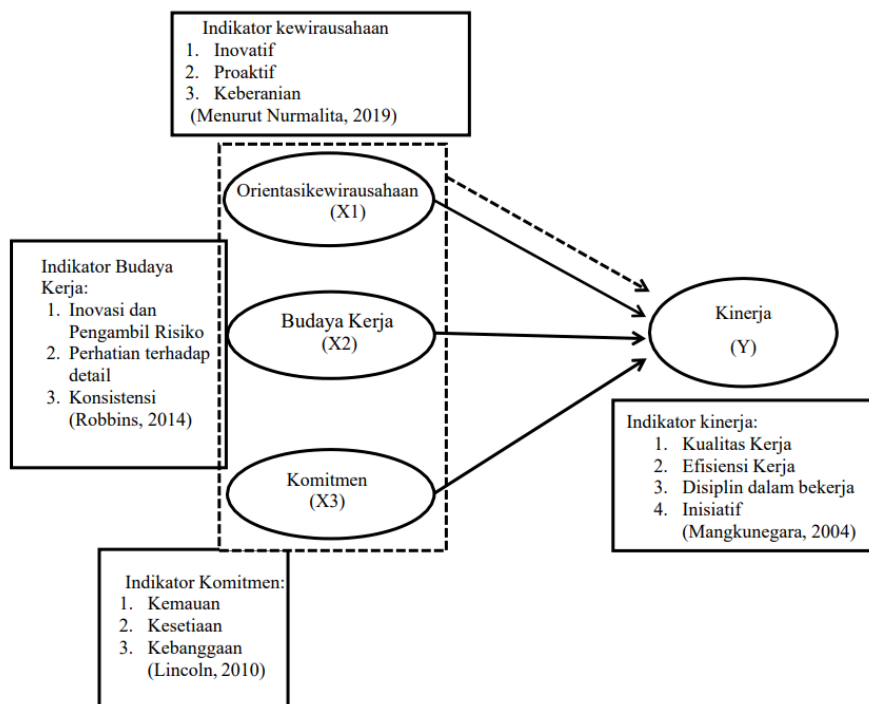 Indikator kewirausahaan
1. Inovatif
2. Proaktif
3. Keberanian
(Menurut Nurmalita, 2019)
Orientasikewirausahaan
(X1)
Indikator Budaya
Kerja:
1. Inovasi dan
Pengambil Risiko
2. Perhatian terhadap
detail
3. Konsistensi
(Robbins, 2014)
Budaya Kerja
(X2)
Kinerja
(Y)
Indikator kinerja:
1. Kualitas Kerja
2. Efisiensi Kerja
3. Disiplin dalam bekerja
4. Inisiatif
(Mangkunegara, 2004)
Komitmen
(X3)
Indikator Komitmen:
1. Kemauan
2. Kesetiaan
3. Kebanggaan
(Lincoln, 2010)